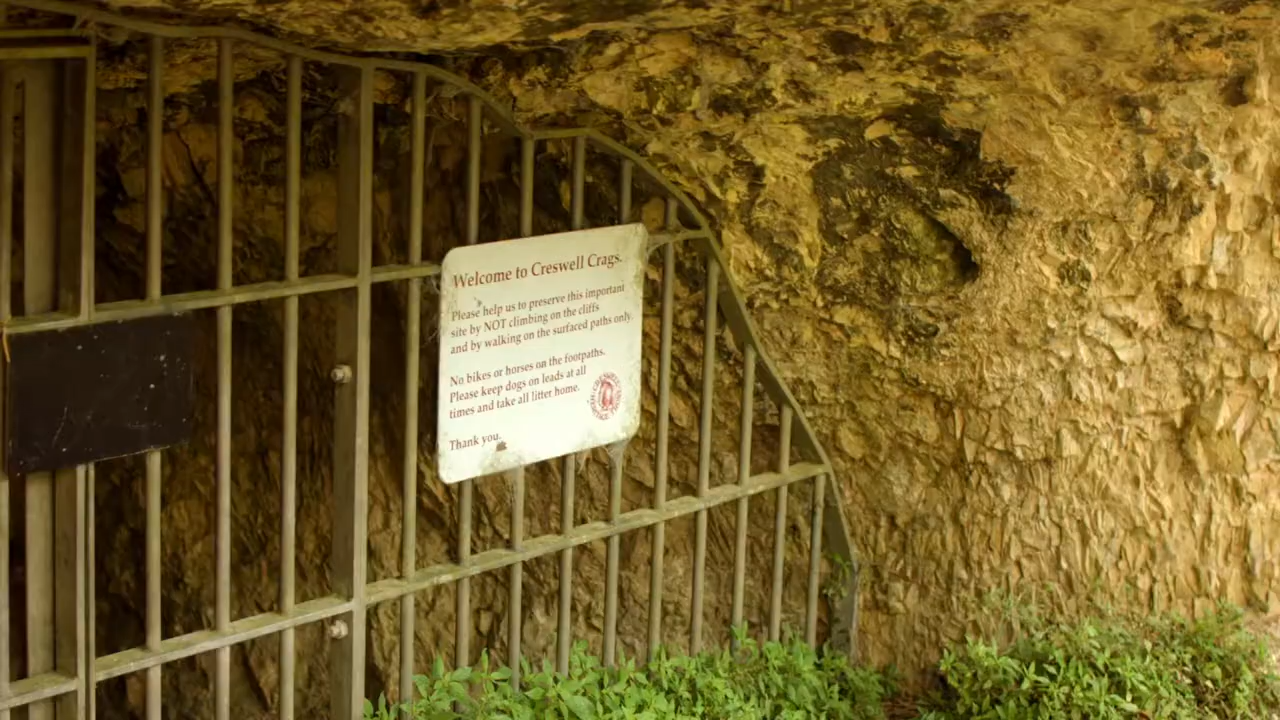 Welcome to Creswell Crags.
Please help us to preserve this important
site by NOT climbing on the cliffs
and by walking on the surfaced paths only.
No bikes or horses on the footpaths.
Please keep dogs on leads at all
times and take all litter home.
Thank you.